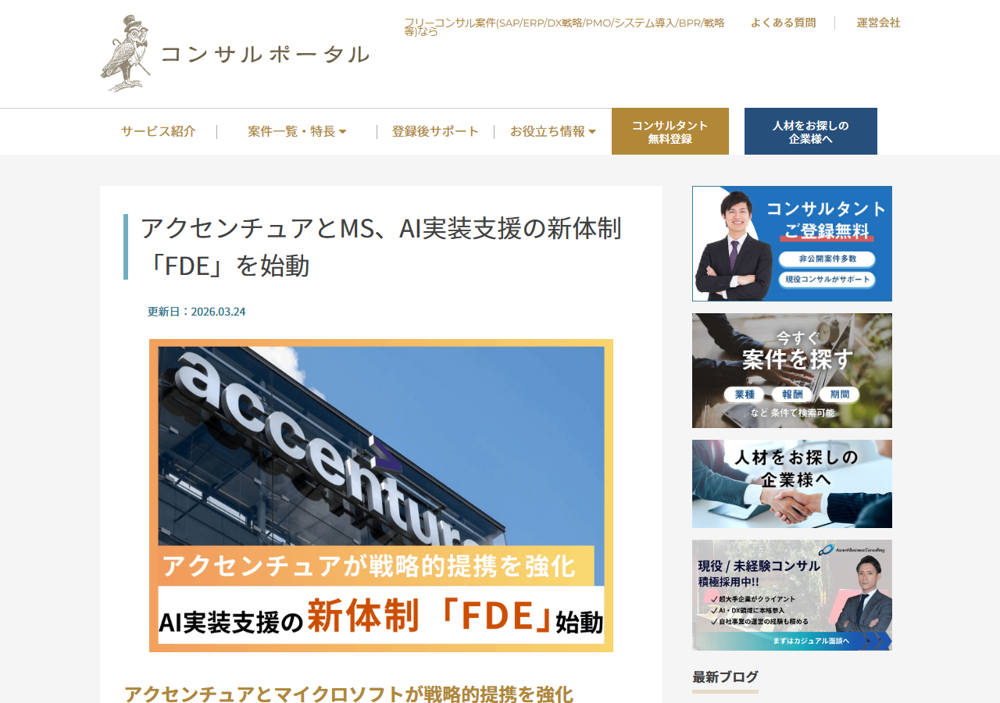 コンサルポータル
フリーコンサル案件(SAP/ERP/DX戦略/PMO/システム導入/BPR/戦略
等)なら
よくある質問
運営会社
サービス紹介
案件一覧・特長
登録後サポート
お役立ち情報
コンサルタント
無料登録
人材をお探しの
企業様へ
アクセンチュアとMS、AI実装支援の新体制
「FDE」を始動
更新日：2026.03.24
accenture
アクセンチュアが戦略的提携を強化
AI実装支援の新体制「FDE」始動
アクセンチュアとマイクロソフトが戦略的提携を強化
コンサルタント
ご登録無料
非公開案件多数
現役コンサルがサポート
今すぐ
案件を探す
業種
報酬
期間
など 条件で検索可能
人材をお探しの
企業様へ
Ascent Business Consulting
現役 / 未経験コンサル
積極採用中!!
超大手企業がクライアント
AI・DX領域に本格参入
自社事業の運営の経験も積める
まずはカジュアル面談へ
最新ブログ